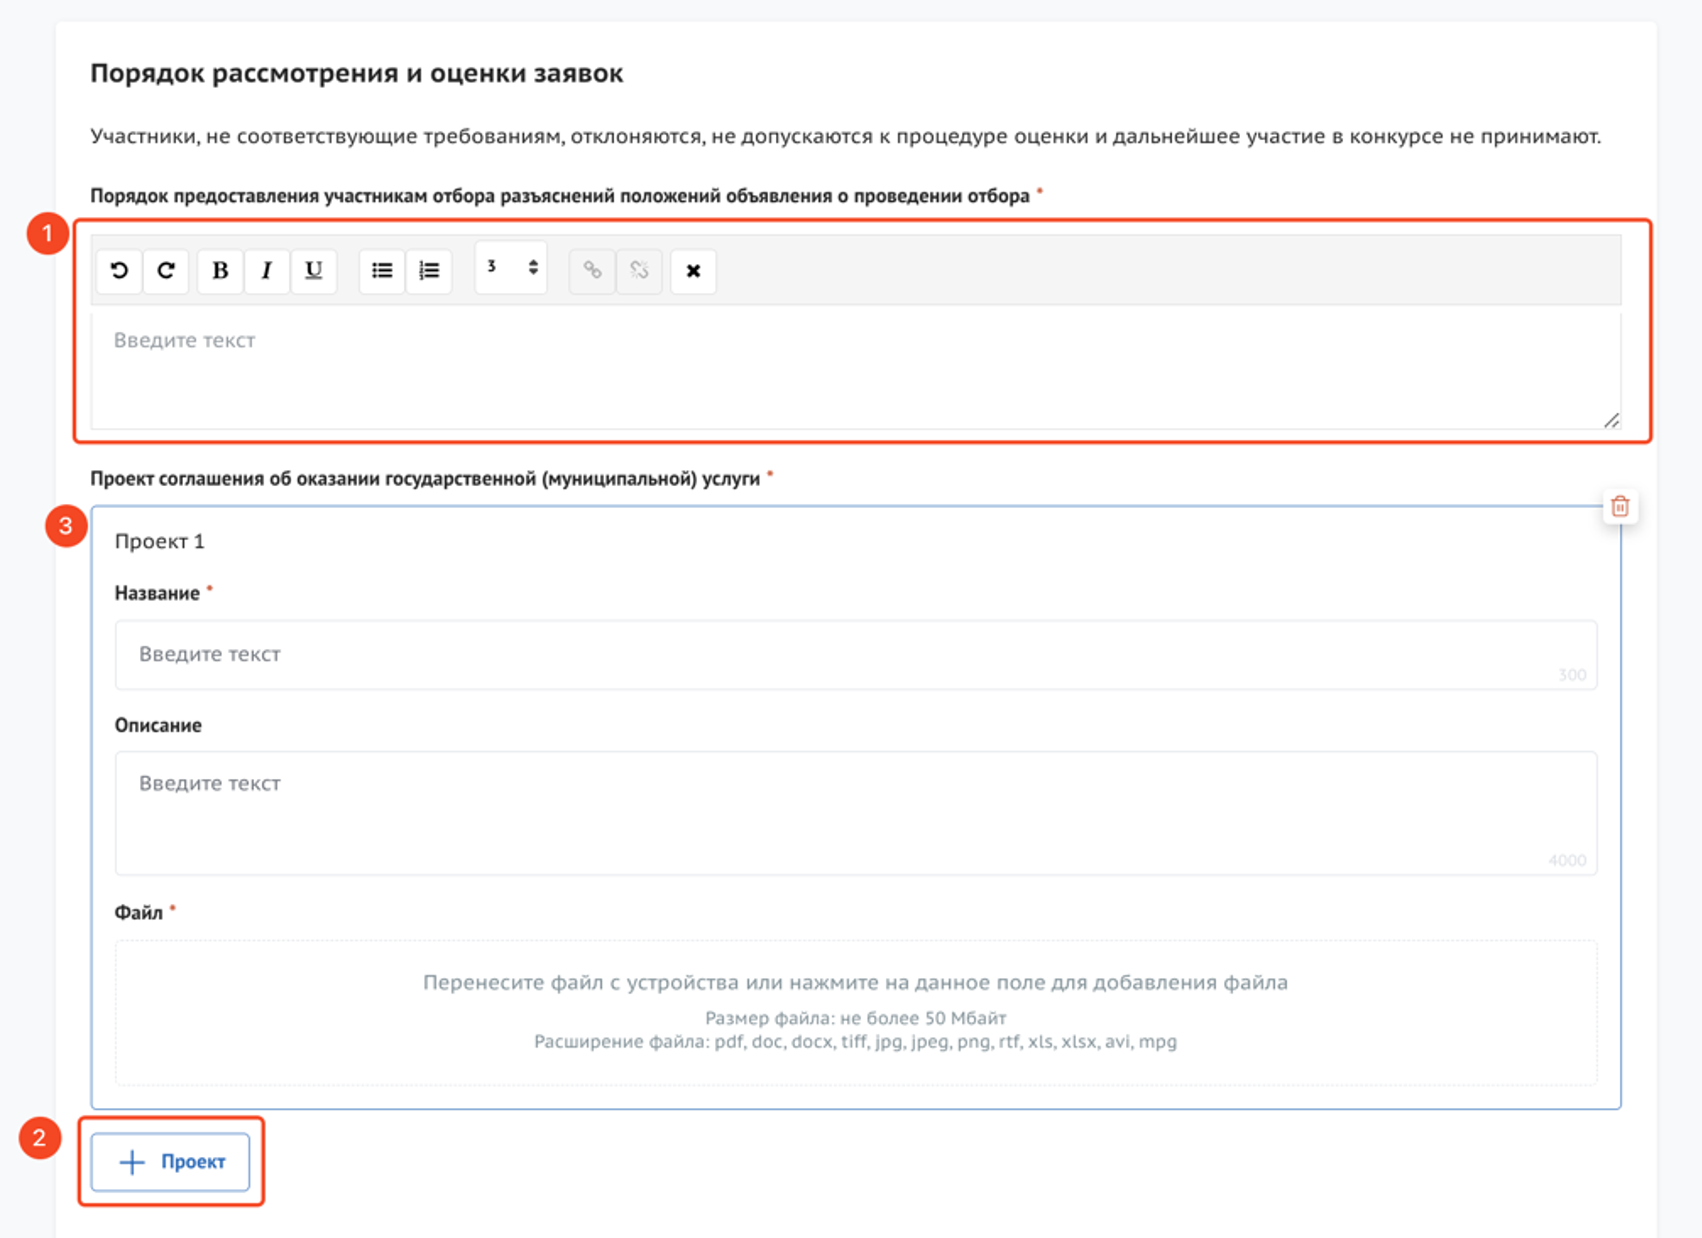 Порядок рассмотрения и оценки заявок
Участники, не соответствующие требованиям, отклоняются, не допускаются к процедуре оценки и дальнейшее участие в конкурсе не принимают.
Порядок предоставления участникам отбора разъяснений положений объявления о проведении отбора *
1
B I U 3
Введите текст
Проект соглашения об оказании государственной (муниципальной) услуги *
3
Проект 1
Название *
Введите текст
300
Описание
Введите текст
4000
Файл *
Перенесите файл с устройства или нажмите на данное поле для добавления файла
Размер файла: не более 50 Мбайт
Расширение файла: pdf, doc, docx, tiff, jpg, jpeg, png, rtf, xls, xlsx, avi, mpg
2
+ Проект